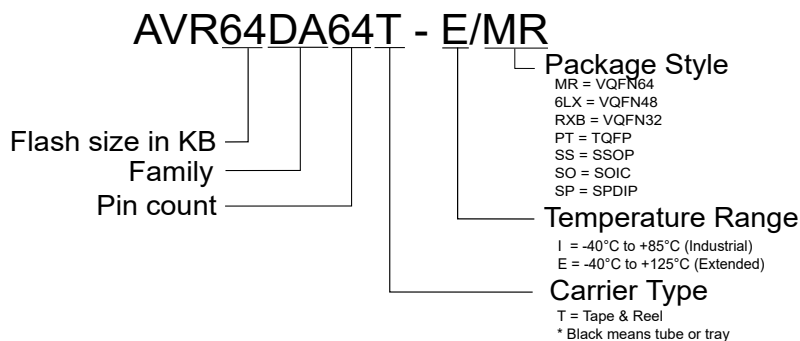 AVR64DA64T - E/MR
Package Style
MR = VQFN64
6LX = VQFN48
RXB = VQFN32
PT = TQFP
SS = SSOP
SO = SOIC
SP = SPDIP
Flash size in KB
Family
Pin count
Temperature Range
I = -40°C to +85°C (Industrial)
E = -40°C to +125°C (Extended)
Carrier Type
T = Tape & Reel
* Black means tube or tray